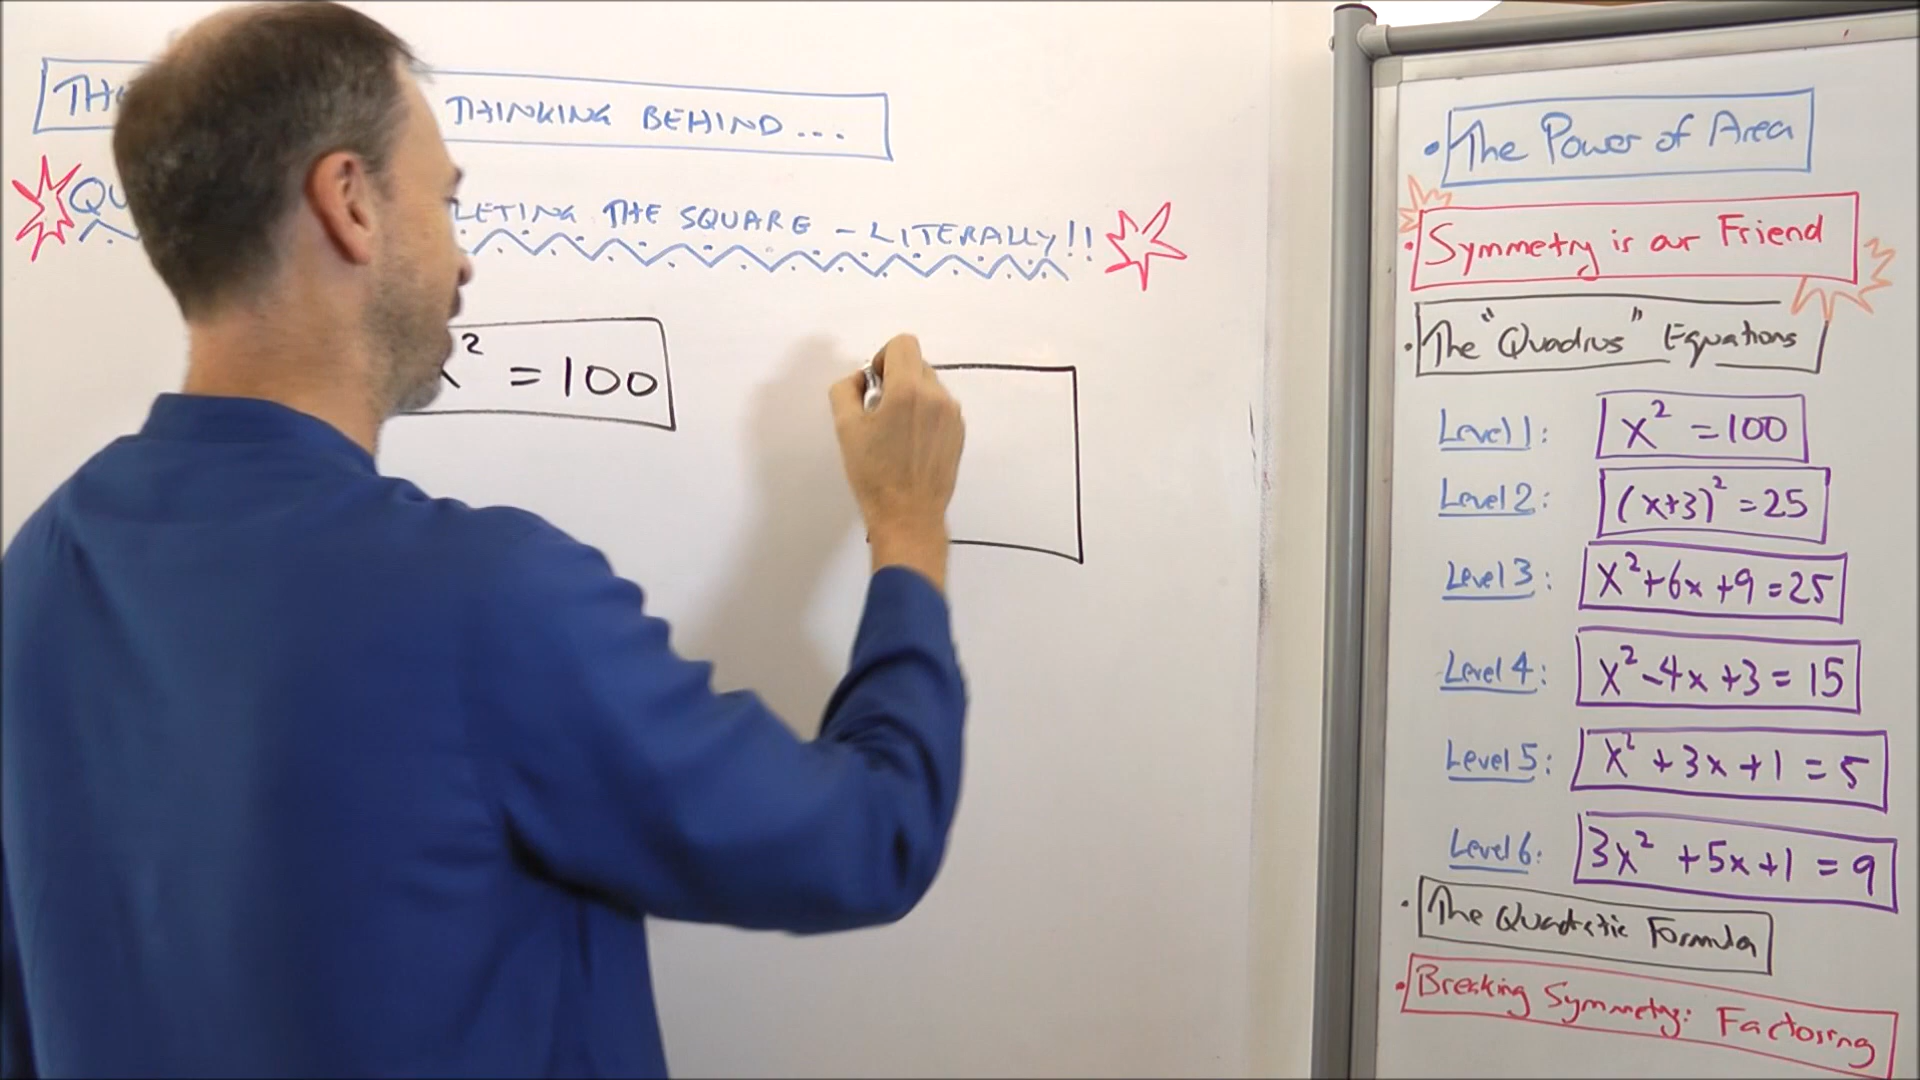 THINKING BEHIND...
THE SQUARE - LITERALLY!!
x² = 100
• The Power of Area
• Symmetry is our Friend
• The "Quadrus" Equations
Level 1: x² = 100
Level 2: (x+3)² = 25
Level 3: x² + 6x + 9 = 25
Level 4: x² - 4x + 3 = 15
Level 5: x² + 3x + 1 = 5
Level 6: 3x² + 5x + 1 = 9
• The Quadratic Formula
• Breaking Symmetry: Factoring